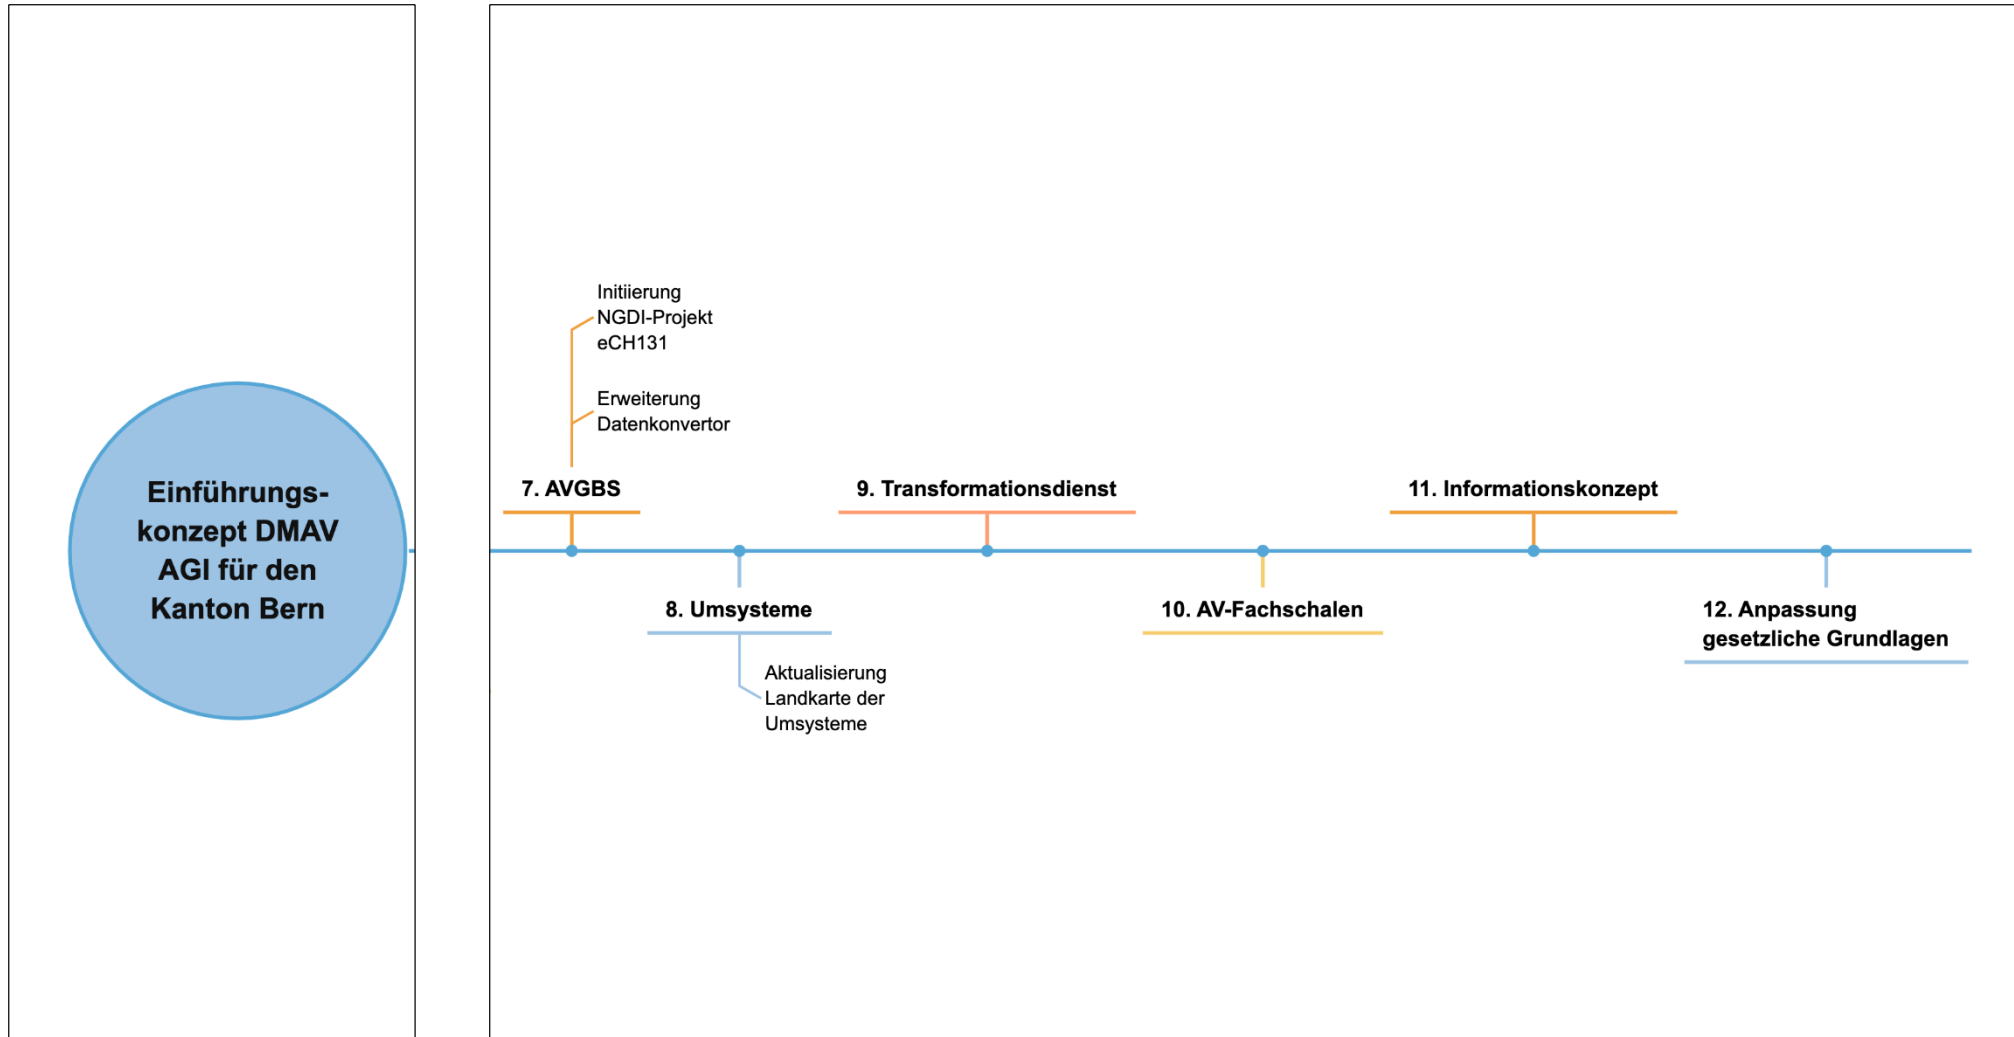 Einführungs-
konzept DMAV
AGI für den
Kanton Bern
Initiierung
NGDI-Projekt
eCH131
Erweiterung
Datenkonvertor
7. AVGBS
8. Umsysteme
Aktualisierung
Landkarte der
Umsysteme
9. Transformationsdienst
10. AV-Fachschalen
11. Informationskonzept
12. Anpassung
gesetzliche Grundlagen